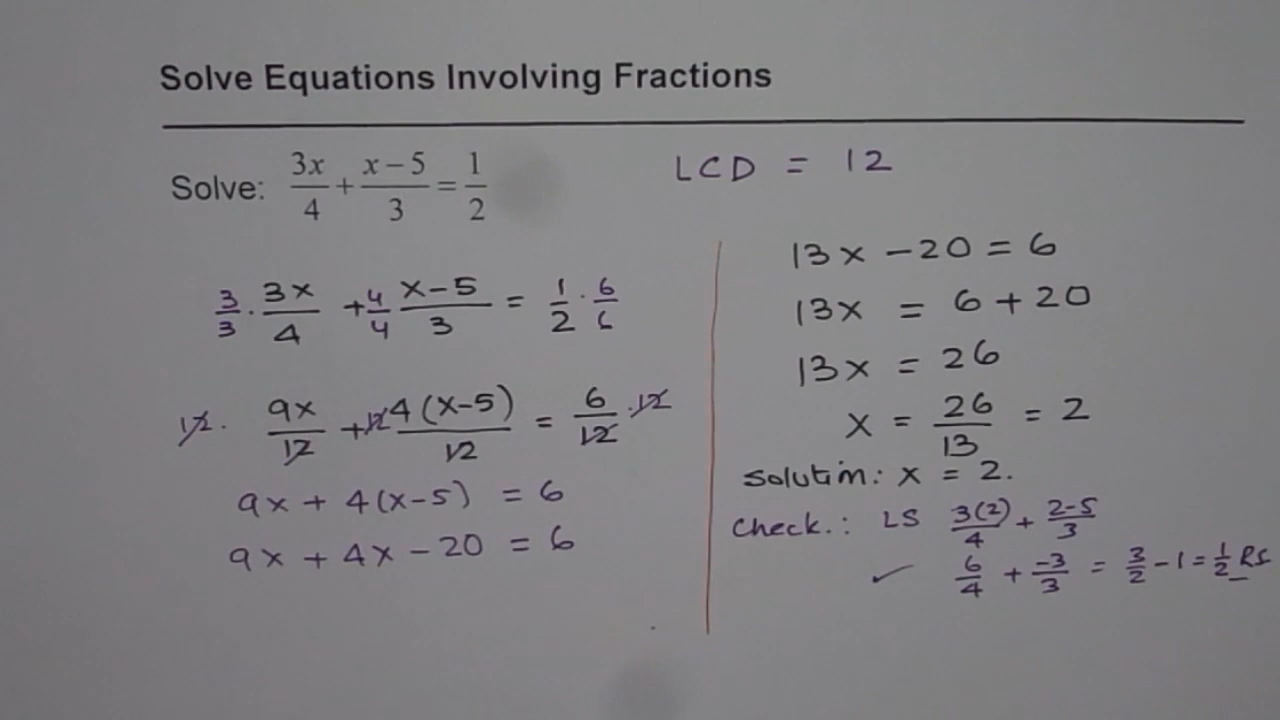 Solve Equations Involving Fractions
Solve: 3x/4 + x−5/3 = 1/2
LCD = 12
3/3 · 3x/4 + 4/4 x−5/3 = 1/2 · 6/6
12 · 9x/12 + 12 4(x−5)/12 = 6/12 · 12
9x + 4(x−5) = 6
9x + 4x − 20 = 6
13x − 20 = 6
13x = 6 + 20
13x = 26
x = 26/13 = 2
Solution: x = 2.
Check.: LS 3(2)/4 + 2−5/3
✓ 6/4 + −3/3 = 3/2 − 1 = 1/2 RS